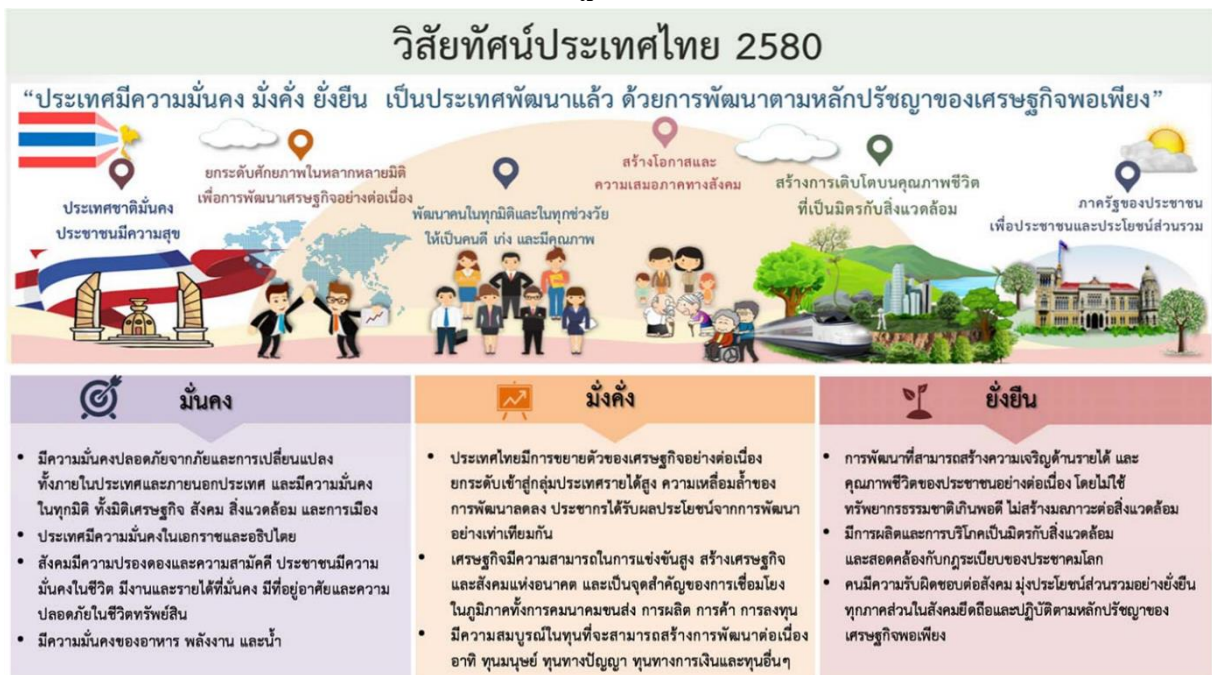 วิสัยทัศน์ประเทศไทย 2580
“ประเทศมีความมั่นคง มั่งคั่ง ยั่งยืน เป็นประเทศพัฒนาแล้ว ด้วยการพัฒนาตามหลักปรัชญาของเศรษฐกิจพอเพียง”
ประเทศชาติมั่นคง
ประชาชนมีความสุข
ยกระดับศักยภาพในหลากหลายมิติ
เพื่อการพัฒนาเศรษฐกิจอย่างต่อเนื่อง
พัฒนาคนในทุกมิติและในทุกช่วงวัย
ให้เป็นคนดี เก่ง และมีคุณภาพ
สร้างโอกาสและ
ความเสมอภาคทางสังคม
สร้างการเติบโตบนคุณภาพชีวิต
ที่เป็นมิตรกับสิ่งแวดล้อม
ภาครัฐของประชาชน
เพื่อประชาชนและประโยชน์ส่วนรวม
มั่นคง
• มีความมั่นคงปลอดภัยจากภัยและการเปลี่ยนแปลง
ทั้งภายในประเทศและภายนอกประเทศ และมีความมั่นคง
ในทุกมิติ ทั้งมิติเศรษฐกิจ สังคม สิ่งแวดล้อม และการเมือง
• ประเทศมีความมั่นคงในเอกราชและอธิปไตย
• สังคมมีความปรองดองและความสามัคคี ประชาชนมีความ
มั่นคงในชีวิต มีงานและรายได้ที่มั่นคง มีที่อยู่อาศัยและความ
ปลอดภัยในชีวิตทรัพย์สิน
• มีความมั่นคงของอาหาร พลังงาน และน้ำ
มั่งคั่ง
• ประเทศไทยมีการขยายตัวของเศรษฐกิจอย่างต่อเนื่อง
ยกระดับเข้าสู่กลุ่มประเทศรายได้สูง ความเหลื่อมล้ำของ
การพัฒนาลดลง ประชากรได้รับผลประโยชน์จากการพัฒนา
อย่างเท่าเทียมกัน
• เศรษฐกิจมีความสามารถในการแข่งขันสูง สร้างเศรษฐกิจ
และสังคมแห่งอนาคต และเป็นจุดสำคัญของการเชื่อมโยง
ในภูมิภาคทั้งการคมนาคมขนส่ง การผลิต การค้า การลงทุน
• มีความสมบูรณ์ในทุนที่จะสามารถสร้างการพัฒนาต่อเนื่อง
อาทิ ทุนมนุษย์ ทุนทางปัญญา ทุนทางการเงินและทุนอื่นๆ
ยั่งยืน
• การพัฒนาที่สามารถสร้างความเจริญด้านรายได้ และ
คุณภาพชีวิตของประชาชนอย่างต่อเนื่อง โดยไม่ใช้
ทรัพยากรธรรมชาติเกินพอดี ไม่สร้างมลภาวะต่อสิ่งแวดล้อม
• มีการผลิตและการบริโภคเป็นมิตรกับสิ่งแวดล้อม
และสอดคล้องกับกฎระเบียบของประชาคมโลก
• คนมีความรับผิดชอบต่อสังคม มุ่งประโยชน์ส่วนรวมอย่างยั่งยืน
ทุกภาคส่วนในสังคมยึดถือและปฏิบัติตามหลักปรัชญาของ
เศรษฐกิจพอเพียง